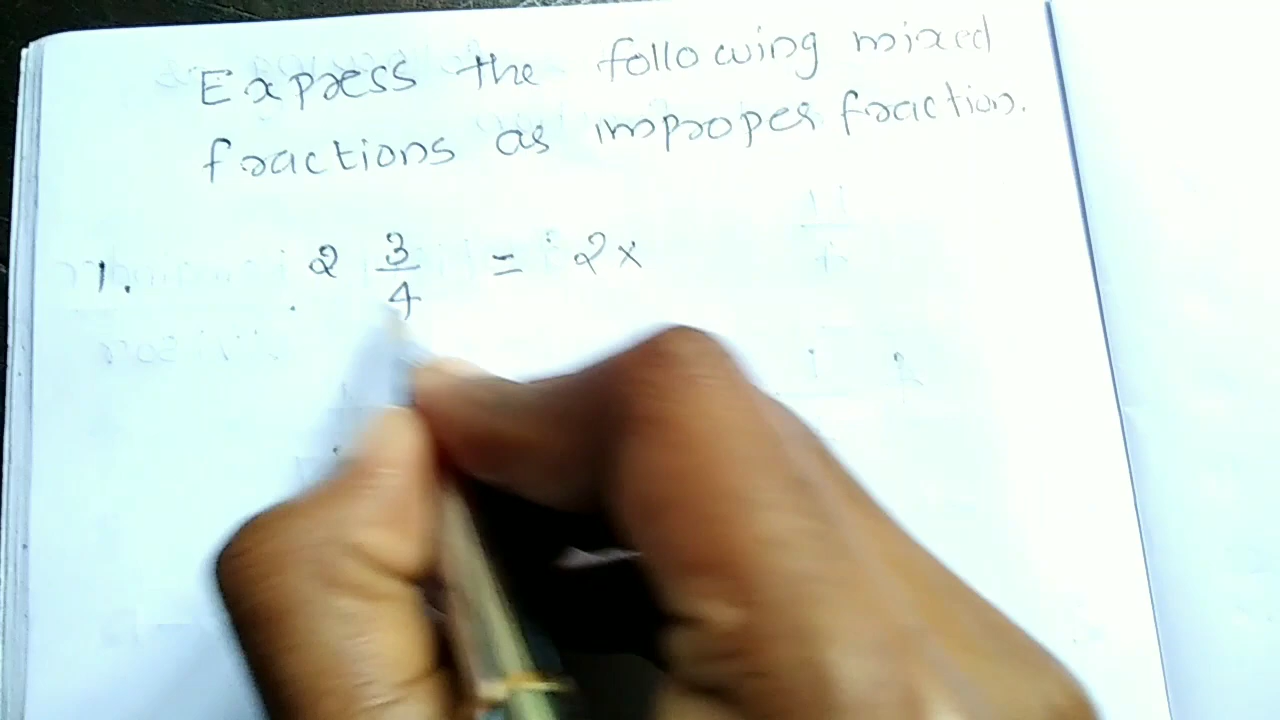 Express the following mixed
fractions as improper fraction.
1. 2 3/4 = 2 x